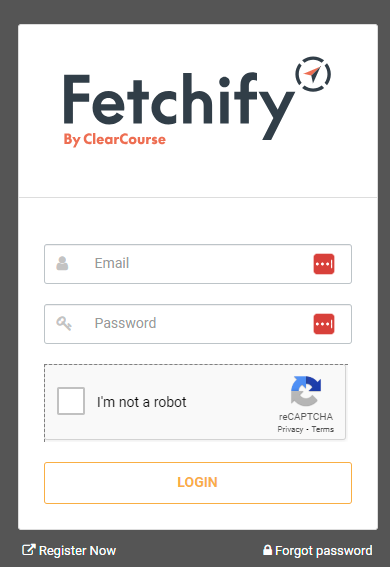 Fetchify
By ClearCourse
Email
Password
I'm not a robot
reCAPTCHA
Privacy - Terms
LOGIN
Register Now
Forgot password